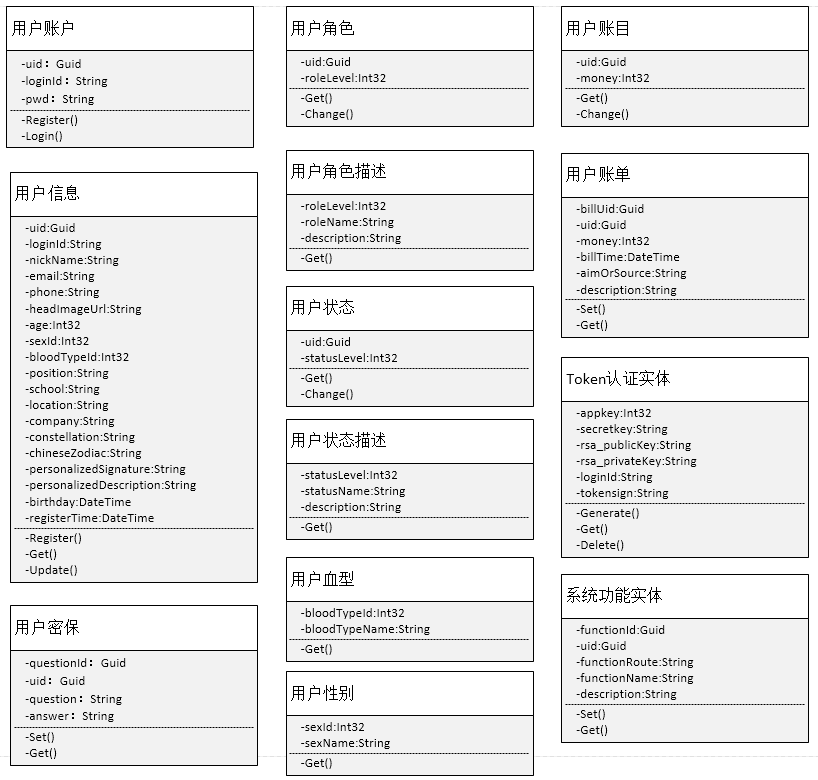 用户账户
-uid：Guid
-loginId：String
-pwd：String
-Register()
-Login()
用户信息
-uid:Guid
-loginId:String
-nickName:String
-email:String
-phone:String
-headImageUrl:String
-age:Int32
-sexId:Int32
-bloodTypeId:Int32
-position:String
-school:String
-location:String
-company:String
-constellation:String
-chineseZodiac:String
-personalizedSignature:String
-personalizedDescription:String
-birthday:DateTime
-registerTime:DateTime
-Register()
-Get()
-Update()
用户密保
-questionId：Guid
-uid：Guid
-question：String
-answer：String
-Set()
-Get()
用户角色
-uid:Guid
-roleLevel:Int32
-Get()
-Change()
用户角色描述
-roleLevel:Int32
-roleName:String
-description:String
-Get()
用户状态
-uid:Guid
-statusLevel:Int32
-Get()
-Change()
用户状态描述
-statusLevel:Int32
-statusName:String
-description:String
-Get()
用户血型
-bloodTypeId:Int32
-bloodTypeName:String
-Get()
用户性别
-sexId:Int32
-sexName:String
-Get()
用户账目
-uid:Guid
-money:Int32
-Get()
-Change()
用户账单
-billUid:Guid
-uid:Guid
-money:Int32
-billTime:DateTime
-aimOrSource:String
-description:String
-Set()
-Get()
Token认证实体
-appkey:Int32
-secretkey:String
-rsa_publicKey:String
-rsa_privateKey:String
-loginId:String
-tokensign:String
-Generate()
-Get()
-Delete()
系统功能实体
-functionId:Guid
-uid:Guid
-functionRoute:String
-functionName:String
-description:String
-Set()
-Get()